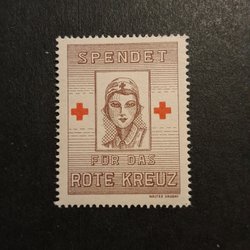 SPENDET
FÜR DAS
ROTE KREUZ